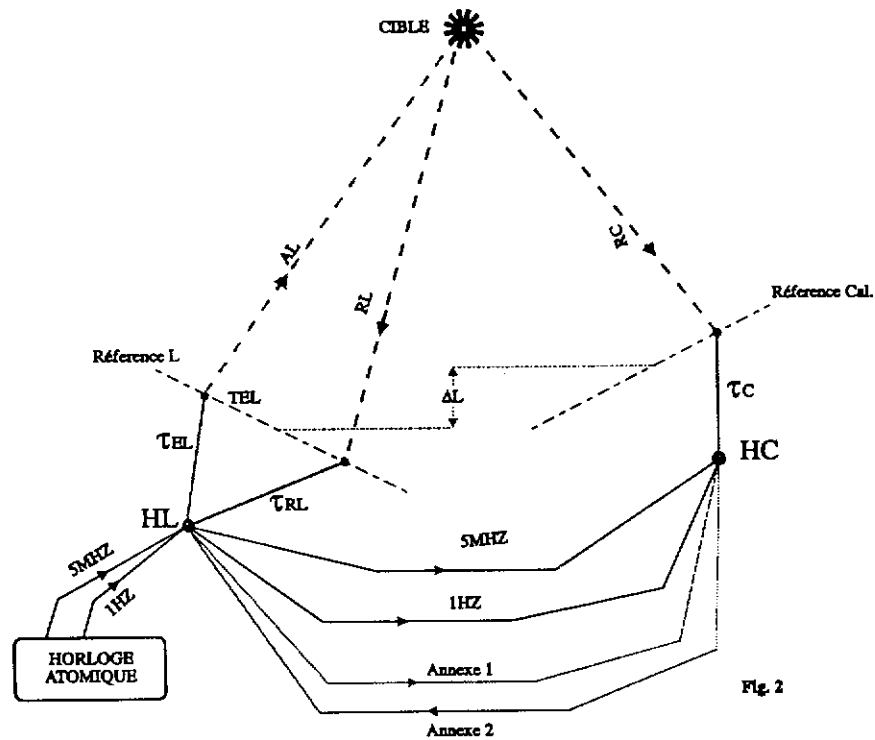 CIBLE
AL
RL
RC
Réference Cal.
Réference L
TEL
ΔL
τC
τEL
HC
τRL
HL
5MHZ
1HZ
5MHZ
1HZ
HORLOGE
ATOMIQUE
Annexe 1
Annexe 2
Fig. 2